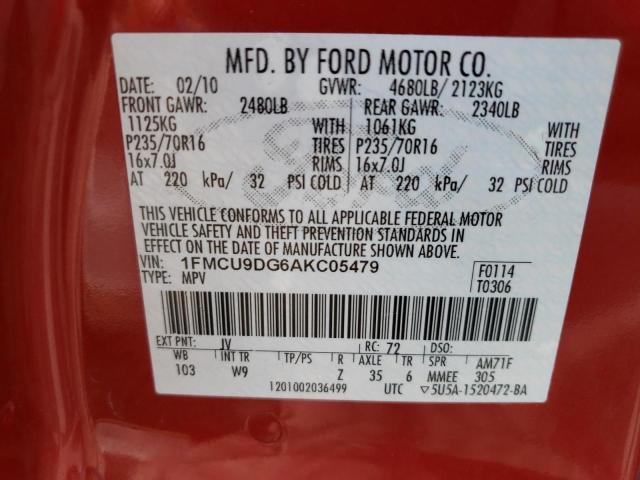 MFD. BY FORD MOTOR CO.
DATE: 02/10 GVWR: 4680LB/ 2123KG
FRONT GAWR: 2480LB REAR GAWR: 2340LB
1125KG WITH 1061KG WITH
P235/70R16 TIRES P235/70R16 TIRES
16x7.0J RIMS 16x7.0J RIMS
AT 220 kPa/ 32 PSI COLD AT 220 kPa/ 32 PSI COLD
THIS VEHICLE CONFORMS TO ALL APPLICABLE FEDERAL MOTOR
VEHICLE SAFETY AND THEFT PREVENTION STANDARDS IN
EFFECT ON THE DATE OF MANUFACTURE SHOWN ABOVE.
VIN: 1FMCU9DG6AKC05479 F0114
TYPE: MPV T0306
EXT PNT: JV RC: 72 DSO:
WB INT TR TP/PS R AXLE TR SPR AM71F
103 W9 Z 35 6 MMEE 305
1201002036499 UTC ▽5U5A-1520472-BA
Ford